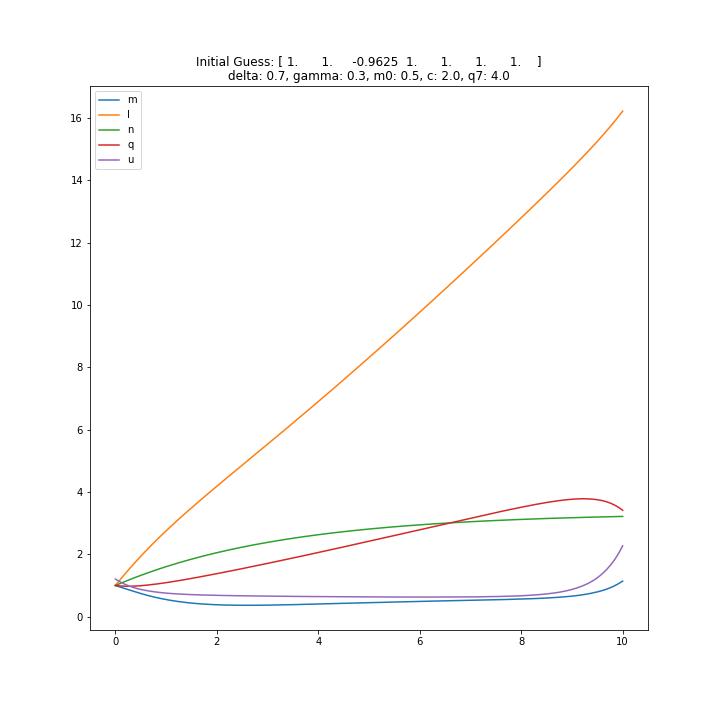 Initial Guess: [ 1. 1. -0.9625 1. 1. 1. 1. ]
delta: 0.7, gamma: 0.3, m0: 0.5, c: 2.0, q7: 4.0
m
l
n
q
u
16
14
12
10
8
6
4
2
0
0 2 4 6 8 10